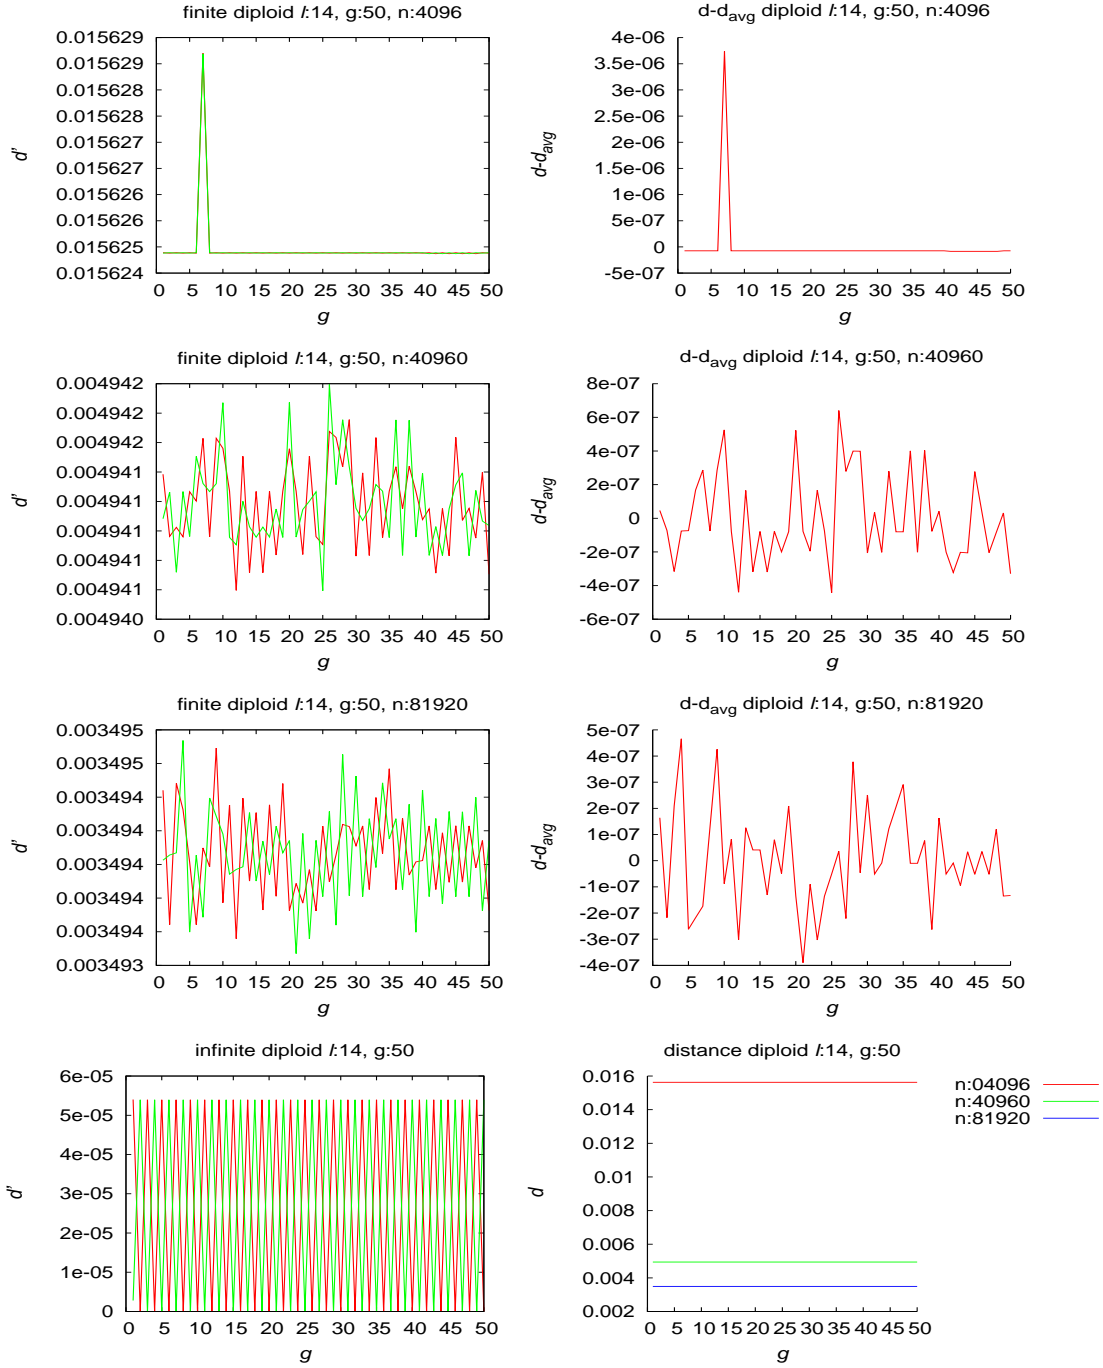 finite diploid l:14, g:50, n:4096
0.015629
0.015629
0.015628
0.015628
0.015627
0.015627
0.015626
0.015626
0.015625
0.015624
d'
0 5 10 15 20 25 30 35 40 45 50
g
d-d_avg diploid l:14, g:50, n:4096
4e-06
3.5e-06
3e-06
2.5e-06
2e-06
1.5e-06
1e-06
5e-07
0
-5e-07
d-d_avg
0 5 10 15 20 25 30 35 40 45 50
g
finite diploid l:14, g:50, n:40960
0.004942
0.004942
0.004942
0.004941
0.004941
0.004941
0.004941
0.004941
0.004940
d'
0 5 10 15 20 25 30 35 40 45 50
g
d-d_avg diploid l:14, g:50, n:40960
8e-07
6e-07
4e-07
2e-07
0
-2e-07
-4e-07
-6e-07
d-d_avg
0 5 10 15 20 25 30 35 40 45 50
g
finite diploid l:14, g:50, n:81920
0.003495
0.003495
0.003494
0.003494
0.003494
0.003494
0.003494
0.003493
d'
0 5 10 15 20 25 30 35 40 45 50
g
d-d_avg diploid l:14, g:50, n:81920
5e-07
4e-07
3e-07
2e-07
1e-07
0
-1e-07
-2e-07
-3e-07
-4e-07
d-d_avg
0 5 10 15 20 25 30 35 40 45 50
g
infinite diploid l:14, g:50
6e-05
5e-05
4e-05
3e-05
2e-05
1e-05
0
d'
0 5 10 15 20 25 30 35 40 45 50
g
distance diploid l:14, g:50
0.016
0.014
0.012
0.010
0.008
0.006
0.004
0.002
d
0 5 10 15 20 25 30 35 40 45 50
g
n:04096
n:40960
n:81920